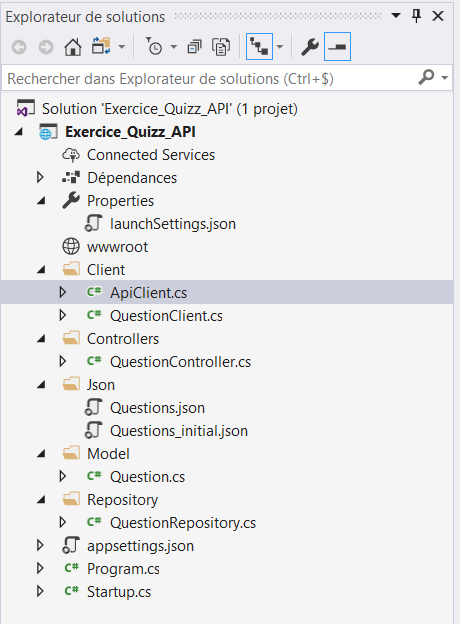 Explorateur de solutions
Rechercher dans Explorateur de solutions (Ctrl+$)
Solution 'Exercice_Quizz_API' (1 projet)
Exercice_Quizz_API
Connected Services
Dépendances
Properties
launchSettings.json
wwwroot
Client
C# ApiClient.cs
C# QuestionClient.cs
Controllers
C# QuestionController.cs
Json
Questions.json
Questions_initial.json
Model
C# Question.cs
Repository
C# QuestionRepository.cs
appsettings.json
C# Program.cs
C# Startup.cs